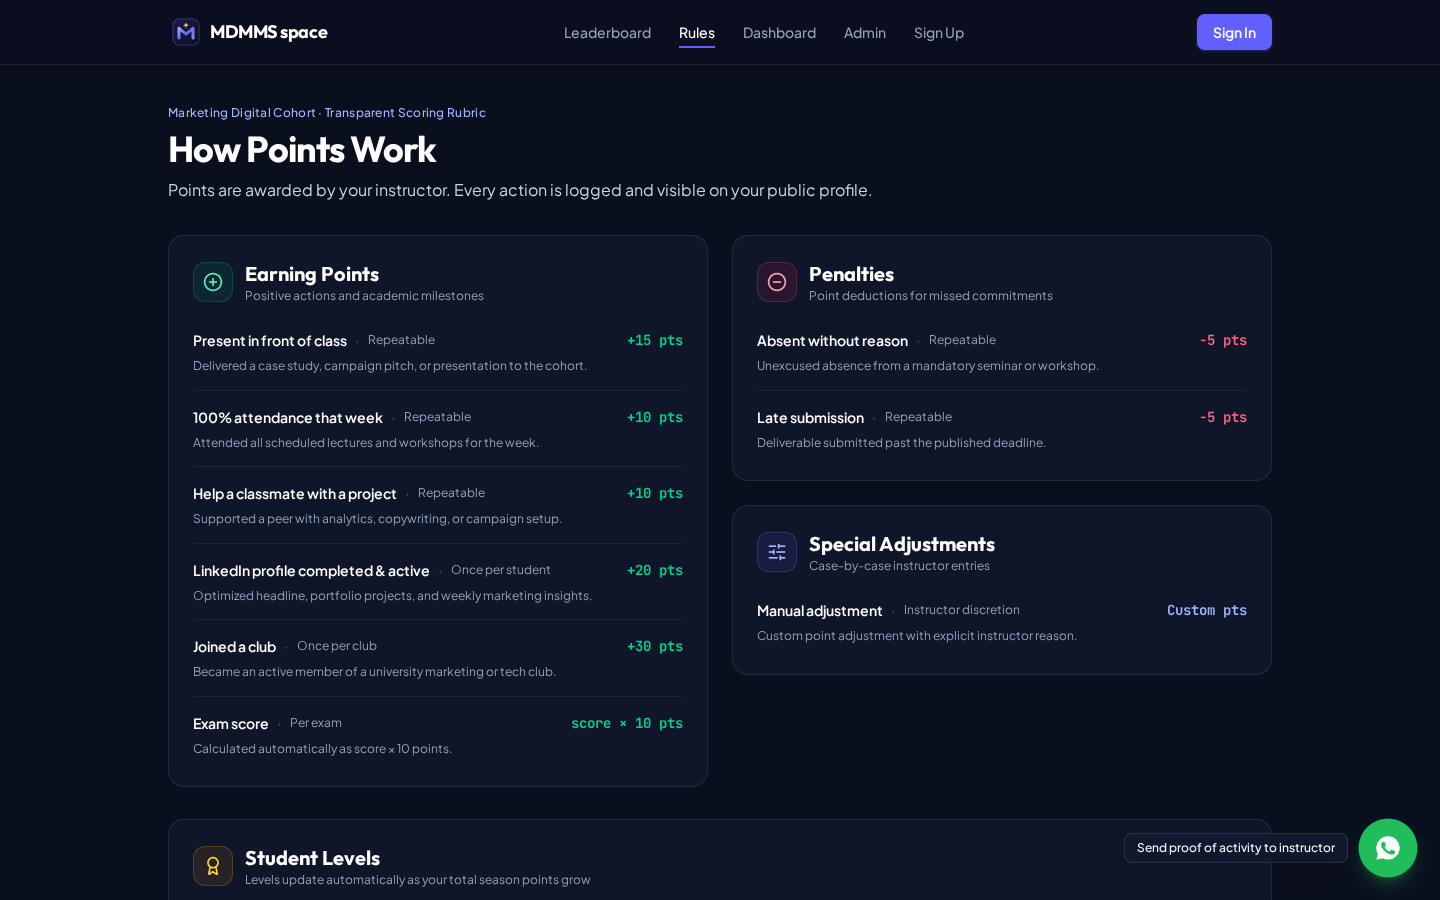 MDMMS space
Leaderboard
Rules
Dashboard
Admin
Sign Up
Sign In
Marketing Digital Cohort · Transparent Scoring Rubric
How Points Work
Points are awarded by your instructor. Every action is logged and visible on your public profile.
Earning Points
Positive actions and academic milestones
Present in front of class · Repeatable +15 pts
Delivered a case study, campaign pitch, or presentation to the cohort.
100% attendance that week · Repeatable +10 pts
Attended all scheduled lectures and workshops for the week.
Help a classmate with a project · Repeatable +10 pts
Supported a peer with analytics, copywriting, or campaign setup.
LinkedIn profile completed & active · Once per student +20 pts
Optimized headline, portfolio projects, and weekly marketing insights.
Joined a club · Once per club +30 pts
Became an active member of a university marketing or tech club.
Exam score · Per exam score × 10 pts
Calculated automatically as score × 10 points.
Penalties
Point deductions for missed commitments
Absent without reason · Repeatable -5 pts
Unexcused absence from a mandatory seminar or workshop.
Late submission · Repeatable -5 pts
Deliverable submitted past the published deadline.
Special Adjustments
Case-by-case instructor entries
Manual adjustment · Instructor discretion Custom pts
Custom point adjustment with explicit instructor reason.
Student Levels
Levels update automatically as your total season points grow
Send proof of activity to instructor